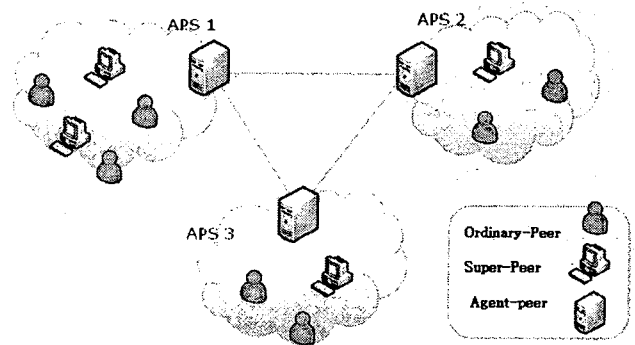 APS 1
APS 2
APS 3
Ordinary-Peer
Super-Peer
Agent-peer